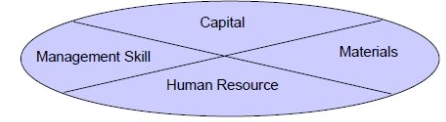 Capital
Management Skill
Materials
Human Resource